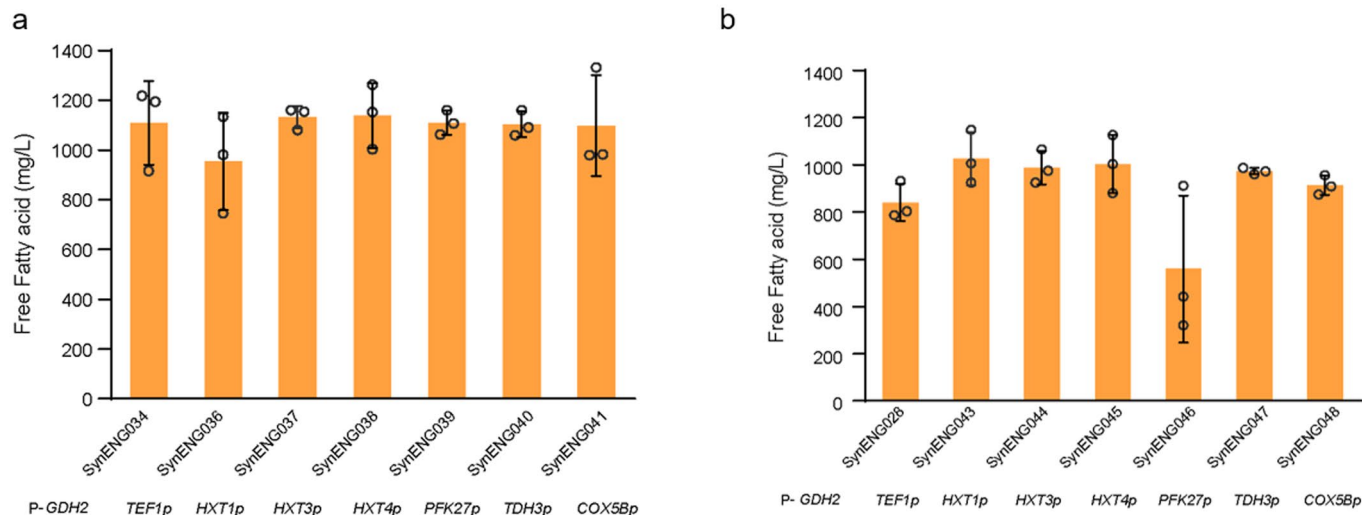 a
Free Fatty acid (mg/L)
1400
1200
1000
800
600
400
200
0
SynENG034 SynENG036 SynENG037 SynENG038 SynENG039 SynENG040 SynENG041
P- GDH2 TEF1p HXT1p HXT3p HXT4p PFK27p TDH3p COX5Bp
b
Free Fatty acid (mg/L)
1400
1200
1000
800
600
400
200
0
SynENG028 SynENG043 SynENG044 SynENG045 SynENG046 SynENG047 SynENG048
P- GDH2 TEF1p HXT1p HXT3p HXT4p PFK27p TDH3p COX5Bp